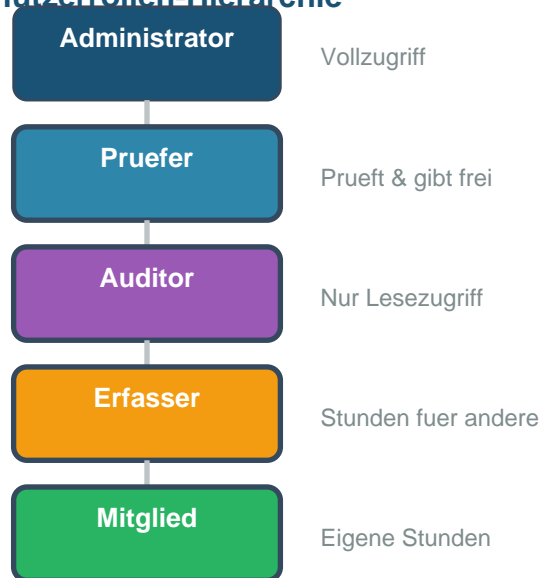 Administrator
Vollzugriff
Pruefer
Prueft & gibt frei
Auditor
Nur Lesezugriff
Erfasser
Stunden fuer andere
Mitglied
Eigene Stunden